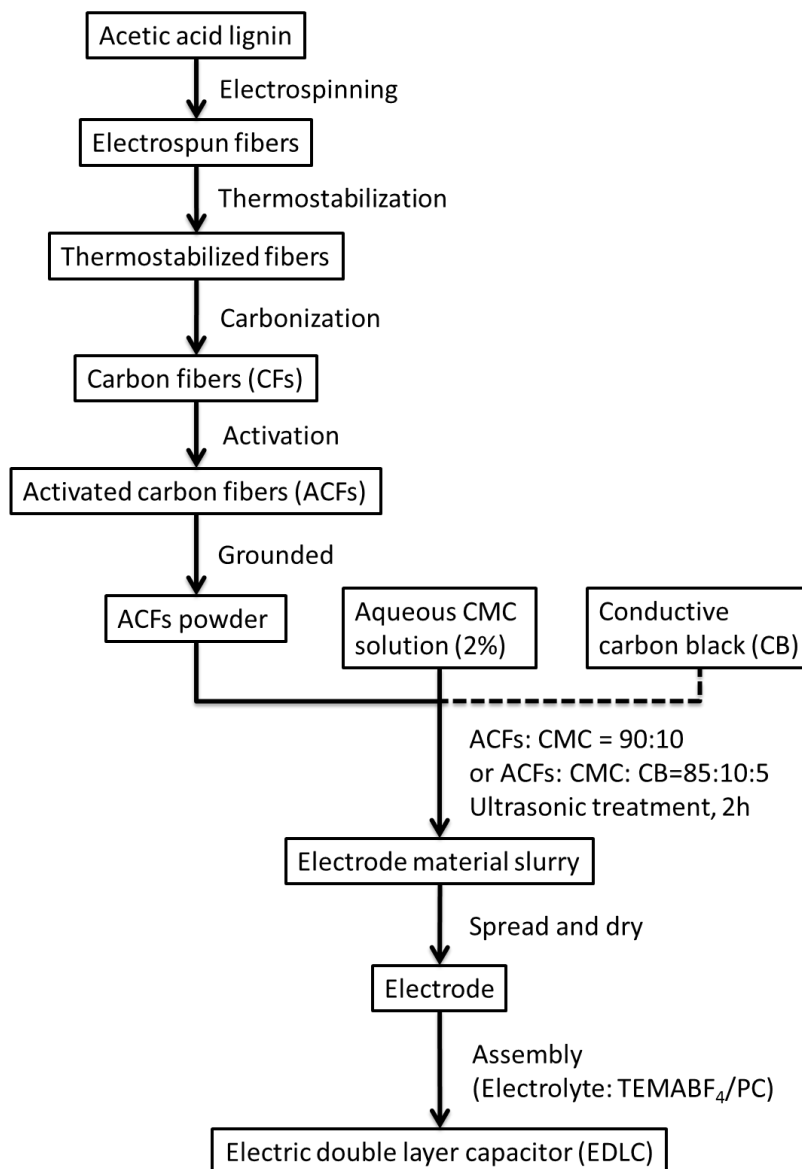 Acetic acid lignin
Electrospinning
Electrospun fibers
Thermostabilization
Thermostabilized fibers
Carbonization
Carbon fibers (CFs)
Activation
Activated carbon fibers (ACFs)
Grounded
ACFs powder
Aqueous CMC
solution (2%)
Conductive
carbon black (CB)
ACFs: CMC = 90:10
or ACFs: CMC: CB=85:10:5
Ultrasonic treatment, 2h
Electrode material slurry
Spread and dry
Electrode
Assembly
(Electrolyte: TEMABF₄/PC)
Electric double layer capacitor (EDLC)